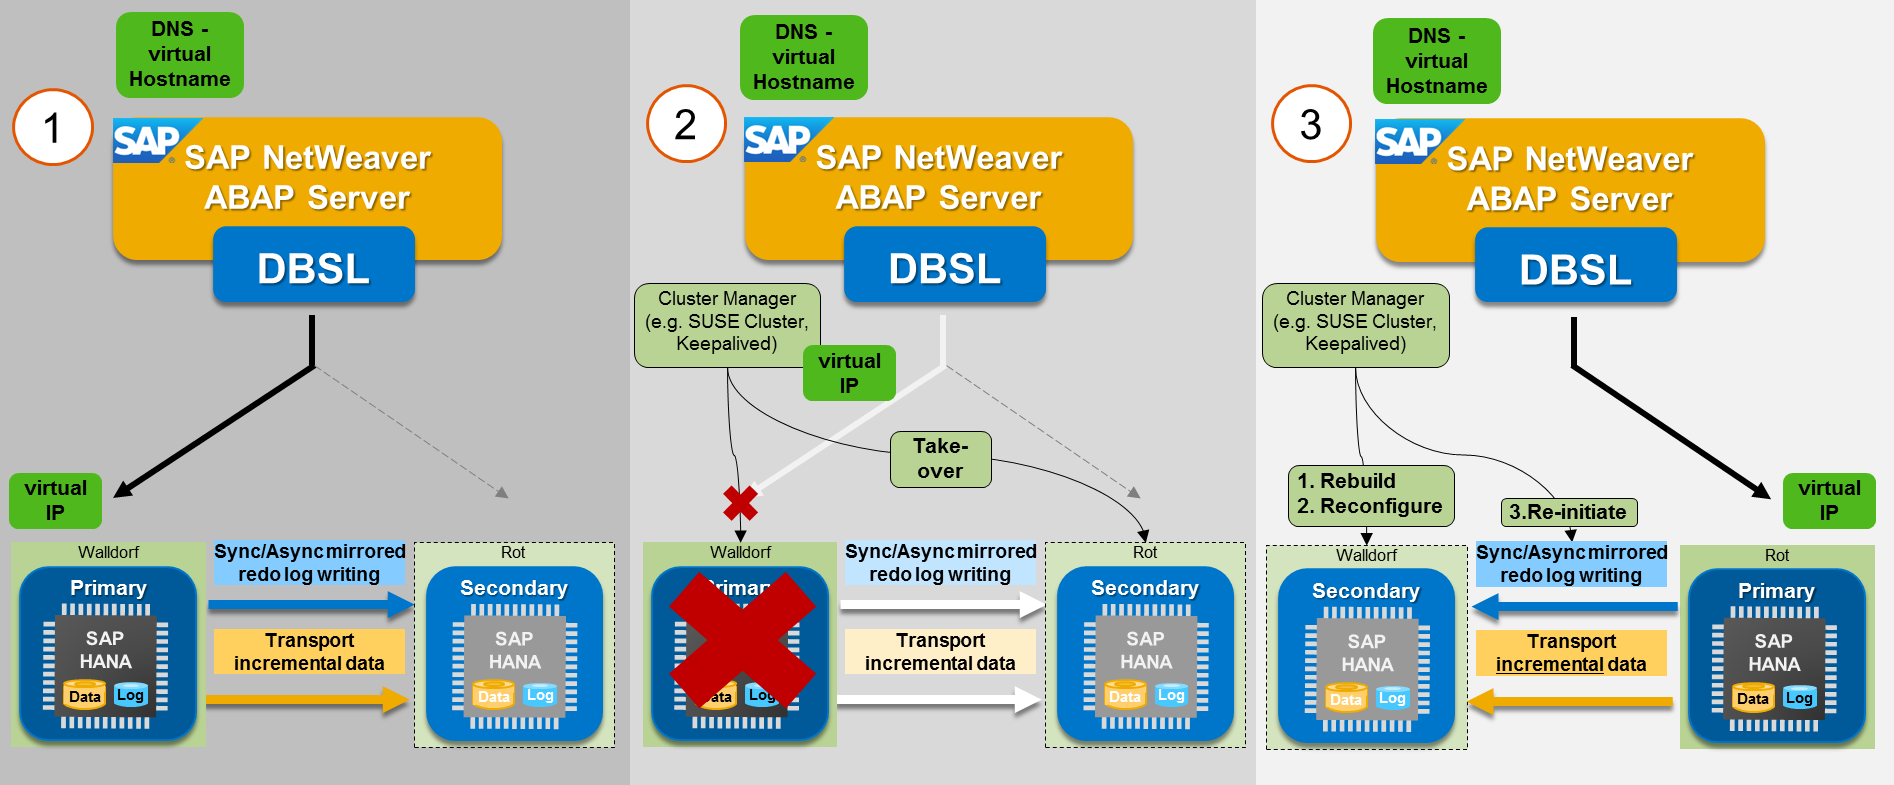 DNS -
virtual
Hostname
1
SAP
®
SAP NetWeaver
ABAP Server
DBSL
virtual
IP
Walldorf
Primary
SAP
HANA
Data
Log
Sync/Async mirrored
redo log writing
Transport
incremental data
Rot
Secondary
SAP
HANA
Data
Log
DNS -
virtual
Hostname
2
SAP
®
SAP NetWeaver
ABAP Server
DBSL
Cluster Manager
(e.g. SUSE Cluster,
Keepalived)
virtual
IP
Take-
over
Walldorf
Primary
Sync/Async mirrored
redo log writing
Transport
incremental data
Rot
Secondary
SAP
HANA
Data
Log
DNS -
virtual
Hostname
3
SAP
®
SAP NetWeaver
ABAP Server
DBSL
Cluster Manager
(e.g. SUSE Cluster,
Keepalived)
1. Rebuild
2. Reconfigure
3.Re-initiate
virtual
IP
Walldorf
Secondary
SAP
HANA
Data
Log
Sync/Async mirrored
redo log writing
Transport
incremental data
Rot
Primary
SAP
HANA
Data
Log